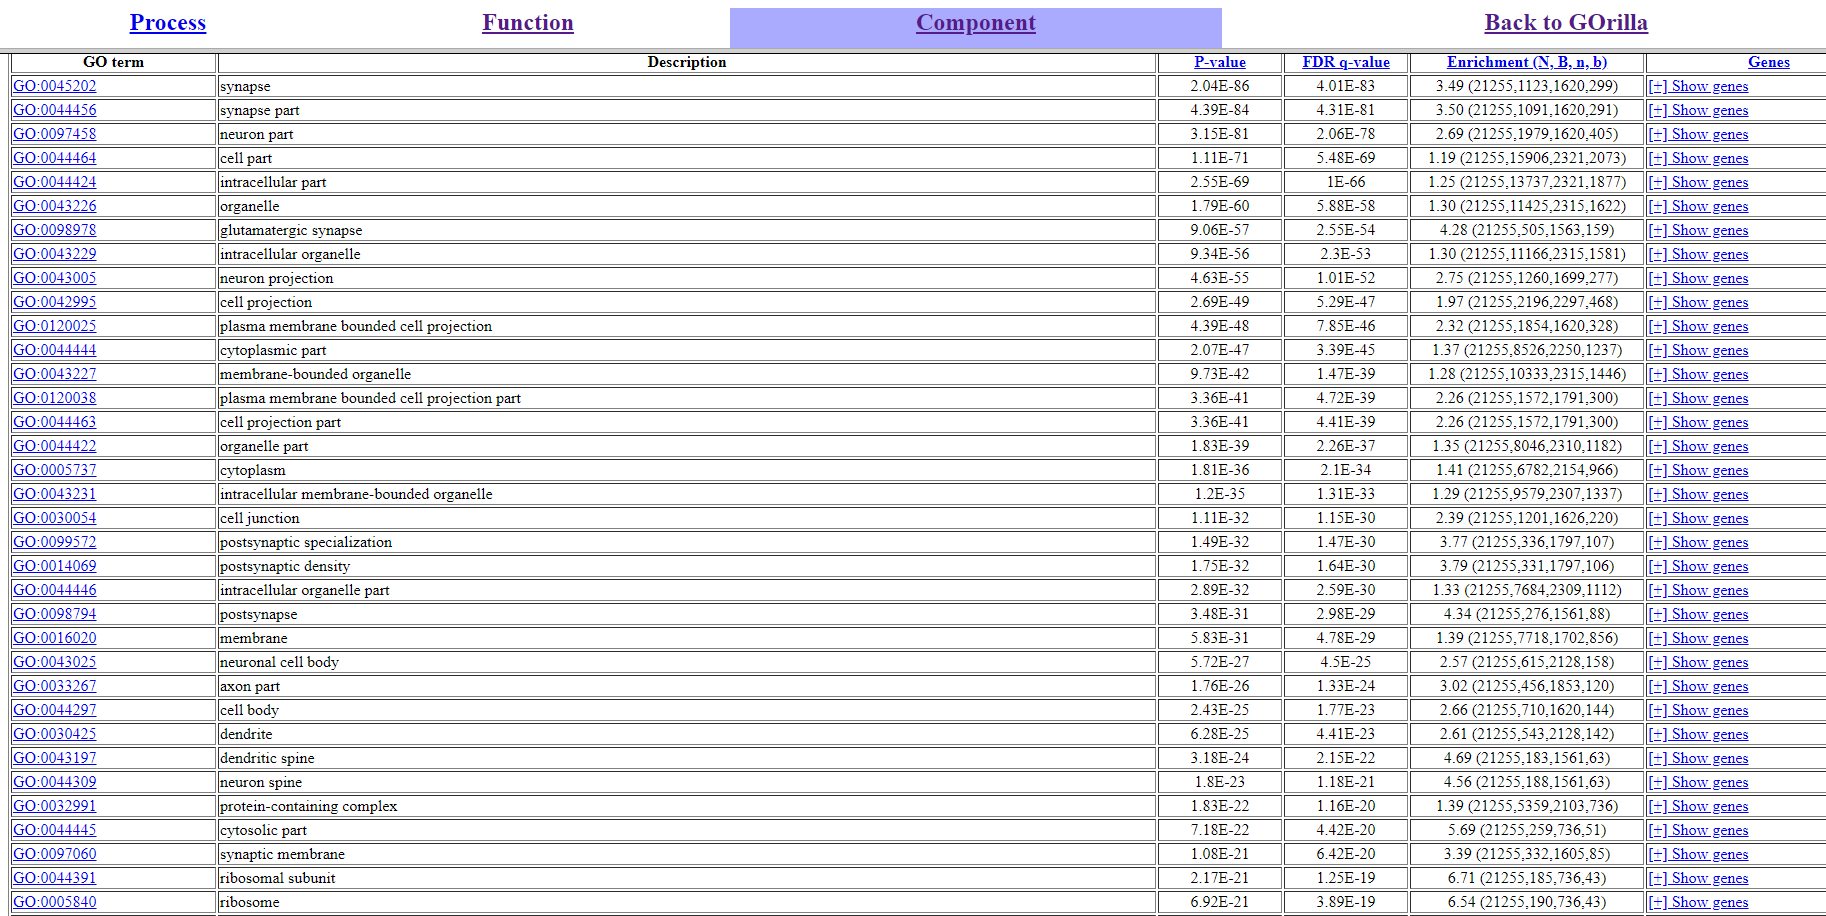 Process Function Component Back to GOrilla
GO term Description P-value FDR q-value Enrichment (N, B, n, b) Genes
GO:0045202 synapse 2.04E-86 4.01E-83 3.49 (21255,1123,1620,299) [+] Show genes
GO:0044456 synapse part 4.39E-84 4.31E-81 3.50 (21255,1091,1620,291) [+] Show genes
GO:0097458 neuron part 3.15E-81 2.06E-78 2.69 (21255,1979,1620,405) [+] Show genes
GO:0044464 cell part 1.11E-71 5.48E-69 1.19 (21255,15906,2321,2073) [+] Show genes
GO:0044424 intracellular part 2.55E-69 1E-66 1.25 (21255,13737,2321,1877) [+] Show genes
GO:0043226 organelle 1.79E-60 5.88E-58 1.30 (21255,11425,2315,1622) [+] Show genes
GO:0098978 glutamatergic synapse 9.06E-57 2.55E-54 4.28 (21255,505,1563,159) [+] Show genes
GO:0043229 intracellular organelle 9.34E-56 2.3E-53 1.30 (21255,11166,2315,1581) [+] Show genes
GO:0043005 neuron projection 4.63E-55 1.01E-52 2.75 (21255,1260,1699,277) [+] Show genes
GO:0042995 cell projection 2.69E-49 5.29E-47 1.97 (21255,2196,2297,468) [+] Show genes
GO:0120025 plasma membrane bounded cell projection 4.39E-48 7.85E-46 2.32 (21255,1854,1620,328) [+] Show genes
GO:0044444 cytoplasmic part 2.07E-47 3.39E-45 1.37 (21255,8526,2250,1237) [+] Show genes
GO:0043227 membrane-bounded organelle 9.73E-42 1.47E-39 1.28 (21255,10333,2315,1446) [+] Show genes
GO:0120038 plasma membrane bounded cell projection part 3.36E-41 4.72E-39 2.26 (21255,1572,1791,300) [+] Show genes
GO:0044463 cell projection part 3.36E-41 4.41E-39 2.26 (21255,1572,1791,300) [+] Show genes
GO:0044422 organelle part 1.83E-39 2.26E-37 1.35 (21255,8046,2310,1182) [+] Show genes
GO:0005737 cytoplasm 1.81E-36 2.1E-34 1.41 (21255,6782,2154,966) [+] Show genes
GO:0043231 intracellular membrane-bounded organelle 1.2E-35 1.31E-33 1.29 (21255,9579,2307,1337) [+] Show genes
GO:0030054 cell junction 1.11E-32 1.15E-30 2.39 (21255,1201,1626,220) [+] Show genes
GO:0099572 postsynaptic specialization 1.49E-32 1.47E-30 3.77 (21255,336,1797,107) [+] Show genes
GO:0014069 postsynaptic density 1.75E-32 1.64E-30 3.79 (21255,331,1797,106) [+] Show genes
GO:0044446 intracellular organelle part 2.89E-32 2.59E-30 1.33 (21255,7684,2309,1112) [+] Show genes
GO:0098794 postsynapse 3.48E-31 2.98E-29 4.34 (21255,276,1561,88) [+] Show genes
GO:0016020 membrane 5.83E-31 4.78E-29 1.39 (21255,7718,1702,856) [+] Show genes
GO:0043025 neuronal cell body 5.72E-27 4.5E-25 2.57 (21255,615,2128,158) [+] Show genes
GO:0033267 axon part 1.76E-26 1.33E-24 3.02 (21255,456,1853,120) [+] Show genes
GO:0044297 cell body 2.43E-25 1.77E-23 2.66 (21255,710,1620,144) [+] Show genes
GO:0030425 dendrite 6.28E-25 4.41E-23 2.61 (21255,543,2128,142) [+] Show genes
GO:0043197 dendritic spine 3.18E-24 2.15E-22 4.69 (21255,183,1561,63) [+] Show genes
GO:0044309 neuron spine 1.8E-23 1.18E-21 4.56 (21255,188,1561,63) [+] Show genes
GO:0032991 protein-containing complex 1.83E-22 1.16E-20 1.39 (21255,5359,2103,736) [+] Show genes
GO:0044445 cytosolic part 7.18E-22 4.42E-20 5.69 (21255,259,736,51) [+] Show genes
GO:0097060 synaptic membrane 1.08E-21 6.42E-20 3.39 (21255,332,1605,85) [+] Show genes
GO:0044391 ribosomal subunit 2.17E-21 1.25E-19 6.71 (21255,185,736,43) [+] Show genes
GO:0005840 ribosome 6.92E-21 3.89E-19 6.54 (21255,190,736,43) [+] Show genes